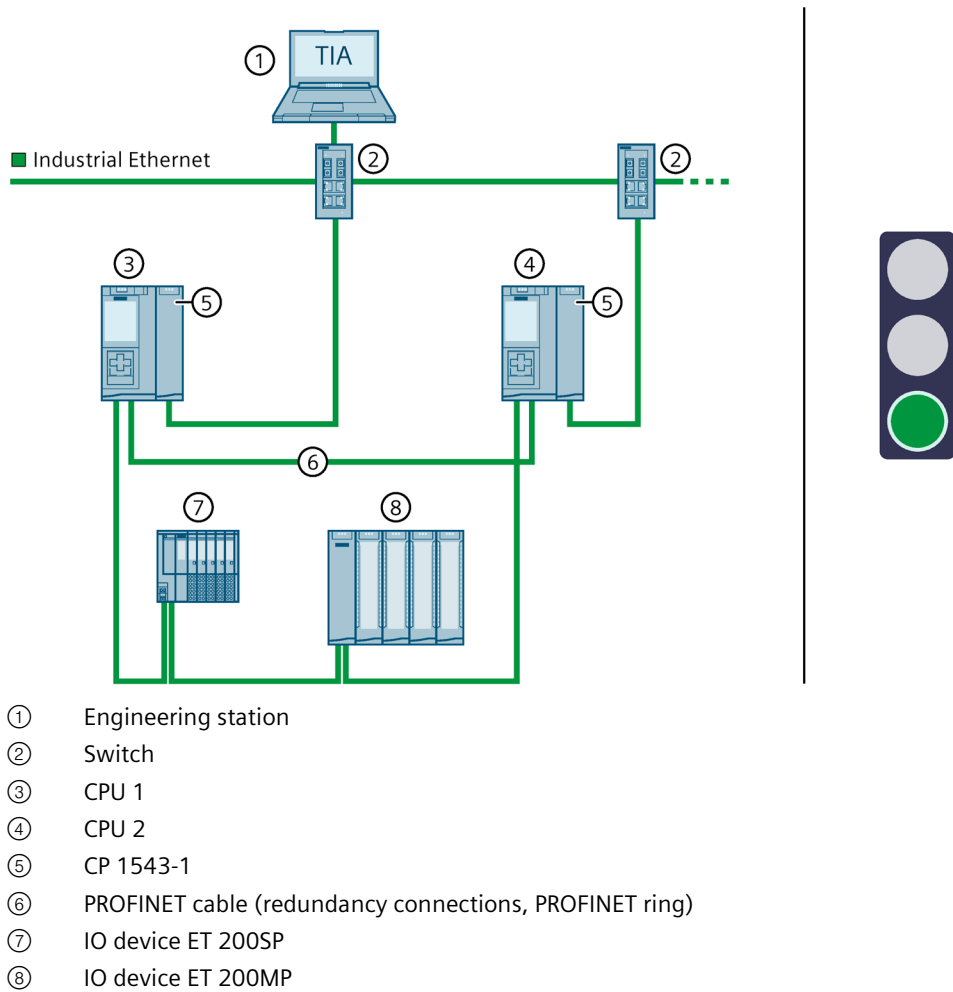 TIA
①
②
②
Industrial Ethernet
③
④
⑤
⑤
⑥
⑦
⑧
① Engineering station
② Switch
③ CPU 1
④ CPU 2
⑤ CP 1543-1
⑥ PROFINET cable (redundancy connections, PROFINET ring)
⑦ IO device ET 200SP
⑧ IO device ET 200MP